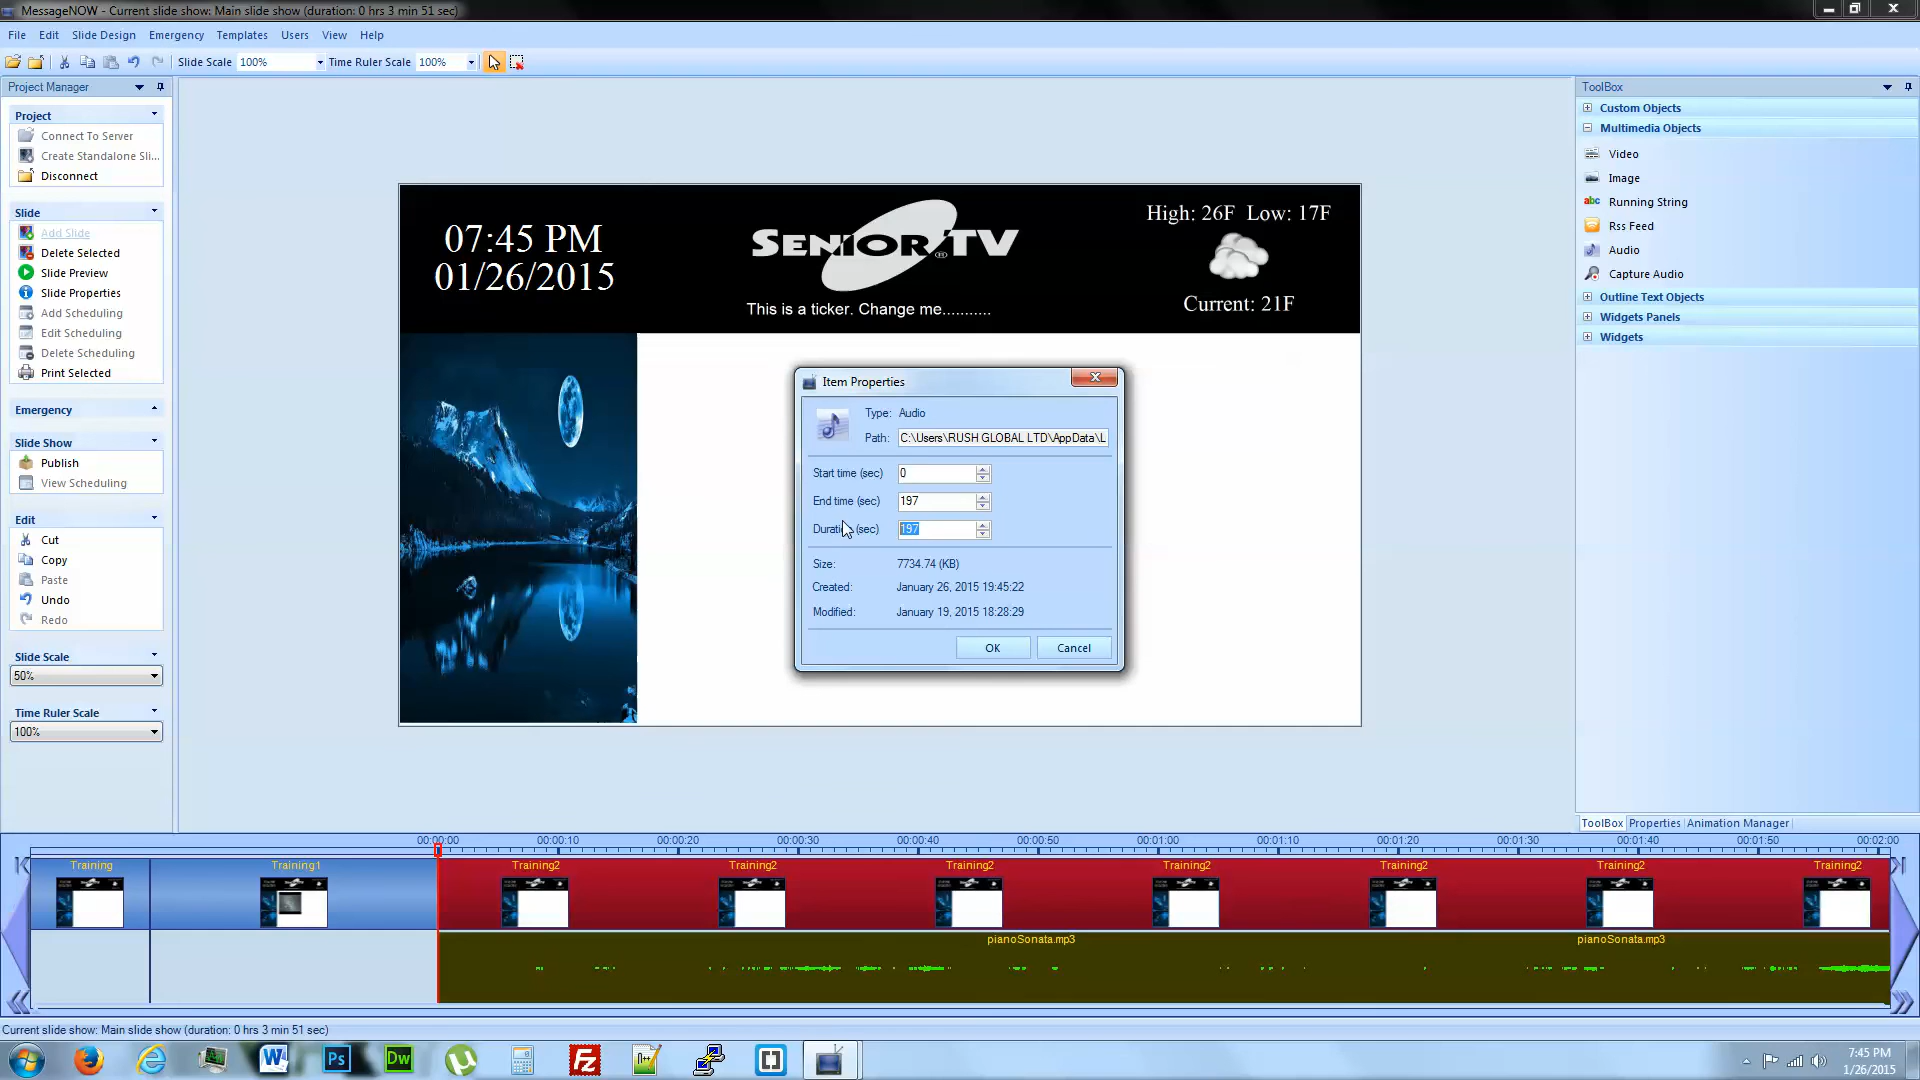 MessageNOW - Current slide show: Main slide show (duration: 0 hrs 3 min 51 sec)
File Edit Slide Design Emergency Templates Users View Help
Slide Scale 100% Time Ruler Scale 100%
Project Manager
Project
Connect To Server
Create Standalone Sli...
Disconnect
Slide
Add Slide
Delete Selected
Slide Preview
Slide Properties
Add Scheduling
Edit Scheduling
Delete Scheduling
Print Selected
Emergency
Slide Show
Publish
View Scheduling
Edit
Cut
Copy
Paste
Undo
Redo
Slide Scale
50%
Time Ruler Scale
100%
07:45 PM
01/26/2015
SENIOR TV ®
This is a ticker. Change me...........
High: 26F Low: 17F
Current: 21F
Item Properties
Type: Audio
Path: C:\Users\RUSH GLOBAL LTD\AppData\L
Start time (sec) 0
End time (sec) 197
Duration (sec) 197
Size: 7734.74 (KB)
Created: January 26, 2015 19:45:22
Modified: January 19, 2015 18:28:29
OK Cancel
ToolBox
Custom Objects
Multimedia Objects
Video
Image
abc Running String
Rss Feed
Audio
Capture Audio
Outline Text Objects
Widgets Panels
Widgets
ToolBox Properties Animation Manager
00:00:00 00:00:10 00:00:20 00:00:30 00:00:40 00:00:50 00:01:00 00:01:10 00:01:20 00:01:30 00:01:40 00:01:50 00:02:00
Training Training1 Training2 Training2 Training2 Training2 Training2 Training2 Training2
pianoSonata.mp3 pianoSonata.mp3
Current slide show: Main slide show (duration: 0 hrs 3 min 51 sec)
W Ps Dw Fz
7:45 PM
1/26/2015